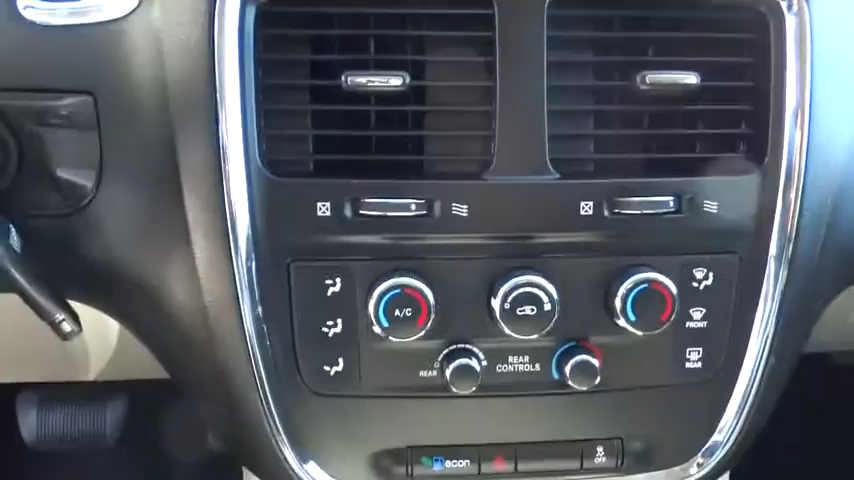 A/C
FRONT
REAR
REAR
REAR
CONTROLS
econ
OFF